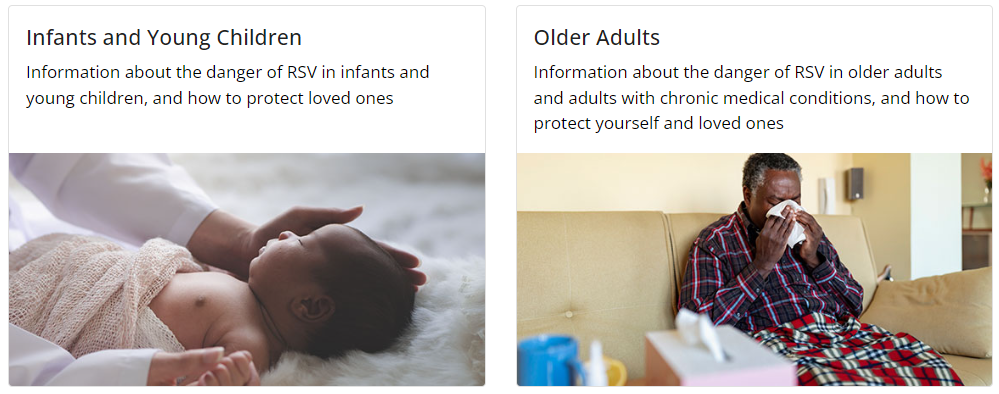 Infants and Young Children
Information about the danger of RSV in infants and
young children, and how to protect loved ones
Older Adults
Information about the danger of RSV in older adults
and adults with chronic medical conditions, and how to
protect yourself and loved ones